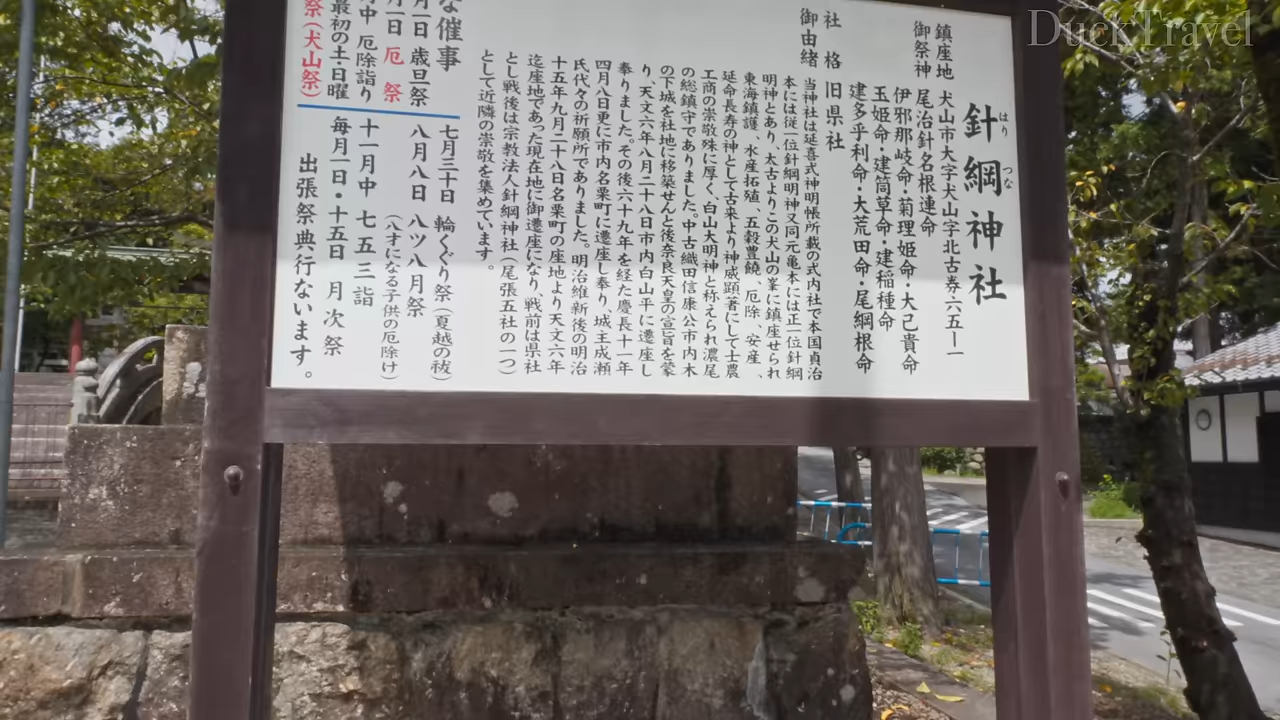 DuckTravel
はり つな
針綱神社
鎮座地 犬山市大字犬山字北古券六五ー一
御祭神 尾治針名根連命
伊邪那岐命・菊理姫命・大己貴命
玉姫命・建筒草命・建稲種命
建多乎利命・大荒田命・尾綱根命
社格 旧県社
御由緒 当神社は延喜式神明帳所載の式内社で本国貞治
本には従一位針綱明神又同元亀本には正一位針綱
明神とあり、太古よりこの犬山の峯に鎮座せられ
東海鎮護、水産拓殖、五穀豊饒、厄除、安産、
延命長寿の神として古来より神威顕著にして士農
工商の崇敬殊に厚く、白山大明神と称えられ濃尾
の総鎮守でありました。中古織田信康公市内木
の下城を社地に移築せんと後奈良天皇の宣旨を蒙
り、天文六年八月二十八日市内白山平に遷座し
奉りました。その後六十九年を経た慶長十一年
四月八日更に市内名栗町に遷座し奉り、城主成瀬
氏代々の祈願所でありました。明治維新後の明治
十五年九月二十八日名栗町の座地より天文六年
迄座地であった現在地に御遷座になり、戦前は県社
とし戦後は宗教法人針綱神社(尾張五社の一つ)
として近隣の崇敬を集めています。
な催事
月一日 歳旦祭
月一日 厄祭
月中 厄除詣り
最初の土・日曜
祭(犬山祭)
七月三十日 輪くぐり祭(夏越の祓)
八月八日 八ツ八月祭
(八才になる子供の厄除け)
十一月中 七五三詣
毎月一日・十五日 月次祭
出張祭典行ないます。